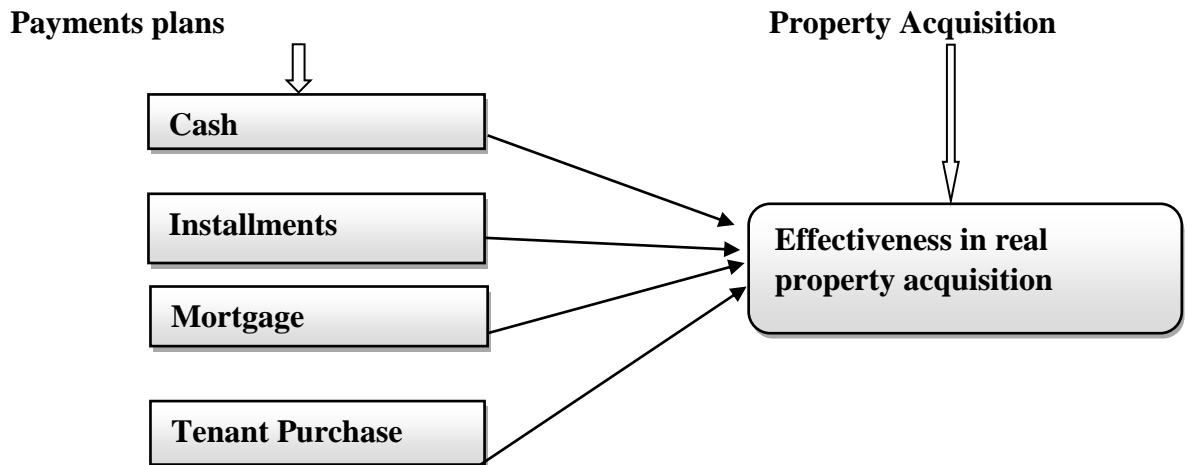 Payments plans
Property Acquisition
Cash
Installments
Mortgage
Tenant Purchase
Effectiveness in real
property acquisition